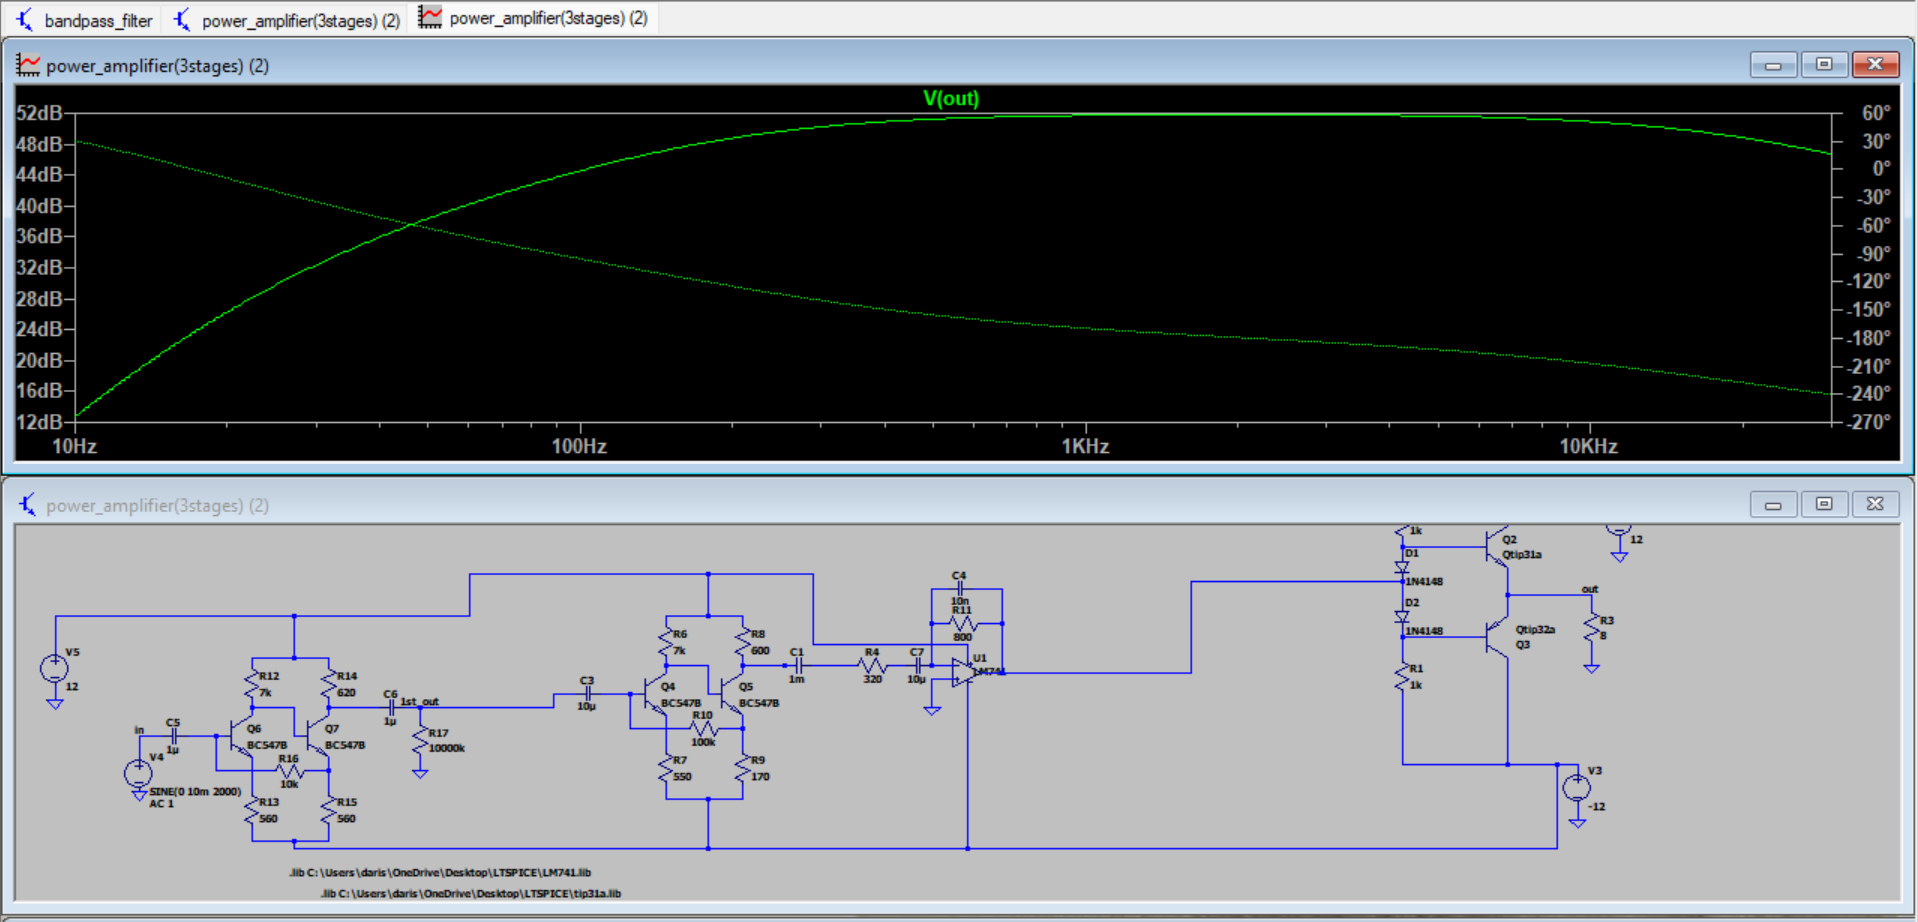 bandpass_filter
power_amplifier(3stages) (2)
power_amplifier(3stages) (2)
power_amplifier(3stages) (2)
V(out)
52dB
48dB
44dB
40dB
36dB
32dB
28dB
24dB
20dB
16dB
12dB
60°
30°
0°
-30°
-60°
-90°
-120°
-150°
-180°
-210°
-240°
-270°
10Hz
100Hz
1KHz
10KHz
power_amplifier(3stages) (2)
V5
12
R12
7k
R14
620
C6
1µ
1st_out
R17
10000k
in
C5
1µ
V4
SINE(0 10m 2000)
AC 1
Q6
BC547B
Q7
BC547B
R16
10k
R13
560
R15
560
C3
10µ
R6
7k
R8
600
Q4
BC547B
Q5
BC547B
R10
100k
R7
550
R9
170
C1
1m
R4
320
C7
10µ
C4
10n
R11
800
U1
LM741
1k
D1
1N4148
D2
1N4148
R1
1k
Q2
Qtip31a
Qtip32a
Q3
out
R3
8
12
V3
-12
.lib C:\Users\daris\OneDrive\Desktop\LTSPICE\LM741.lib
.lib C:\Users\daris\OneDrive\Desktop\LTSPICE\tip31a.lib